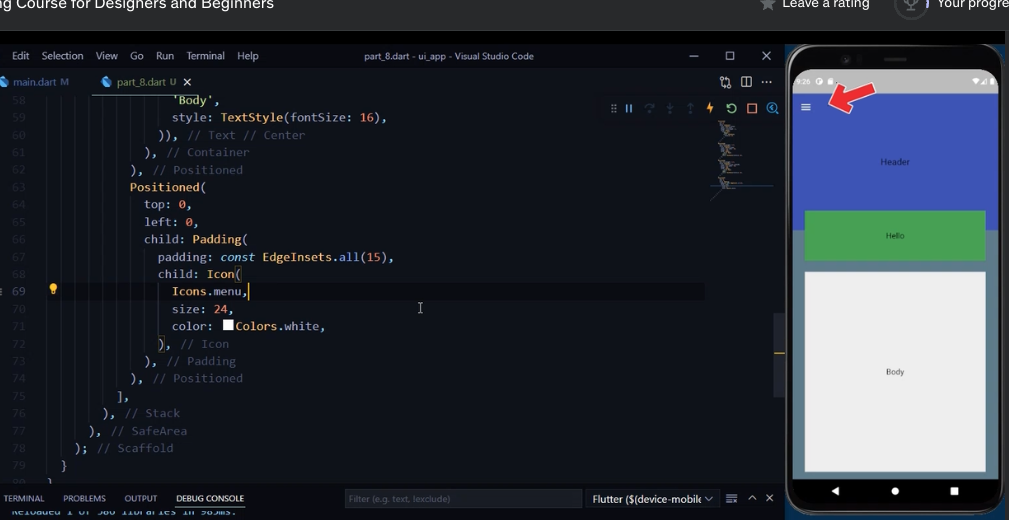 ng Course for Designers and Beginners
Leave a rating
Your progre
Edit Selection View Go Run Terminal Help
part_8.dart - ui_app - Visual Studio Code
main.dart M
part_8.dart U
58 'Body',
59 style: TextStyle(fontSize: 16),
60 )), // Text // Center
61 ), // Container
62 ), // Positioned
63 Positioned(
64 top: 0,
65 left: 0,
66 child: Padding(
67 padding: const EdgeInsets.all(15),
68 child: Icon(
69 Icons.menu,
70 size: 24,
71 color: Colors.white,
72 ), // Icon
73 ), // Padding
74 ), // Positioned
75 ],
76 ), // Stack
77 ), // SafeArea
78 ); // Scaffold
79 }
80 }
TERMINAL PROBLEMS OUTPUT DEBUG CONSOLE
Filter (e.g. text, !exclude)
Flutter ($(device-mobil
Reloaded 1 of 580 libraries in 985ms.
9:26
Header
Hello
Body